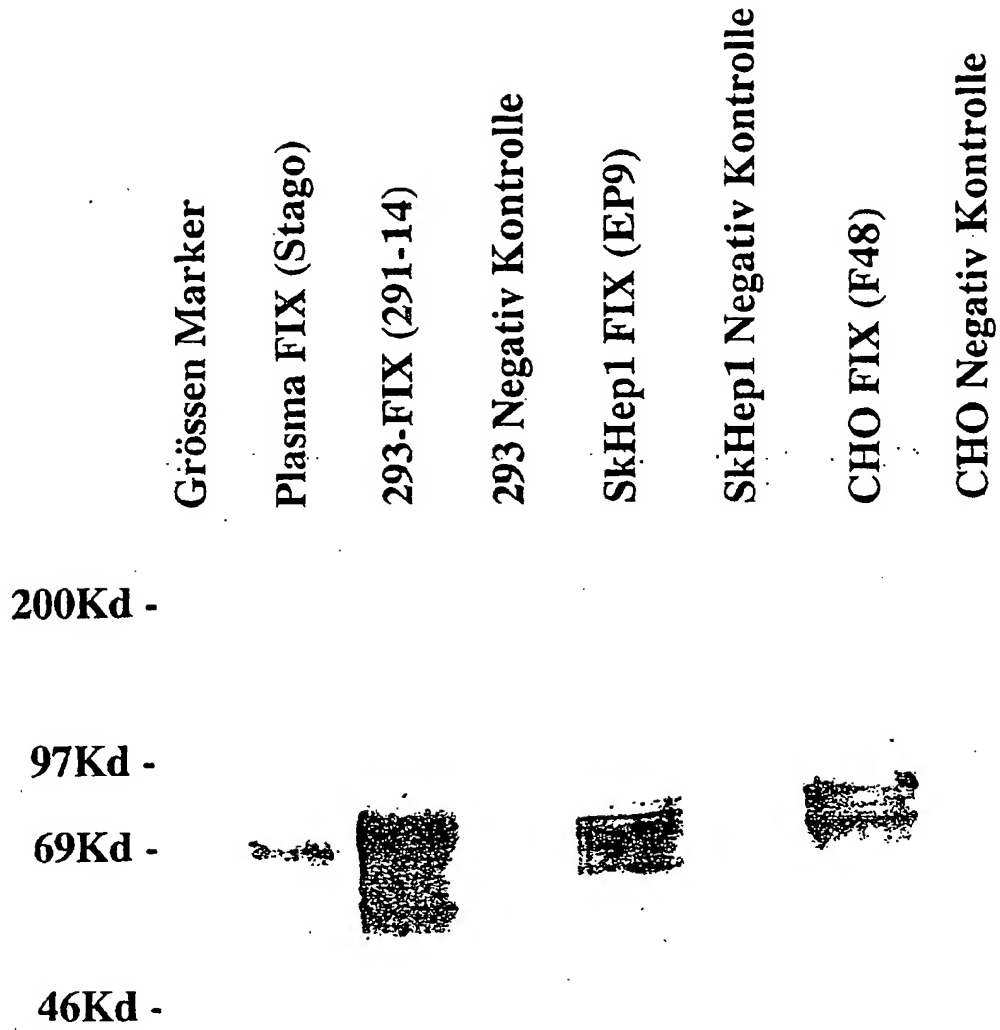 Grössen Marker
Plasma FIX (Stago)
293-FIX (291-14)
293 Negativ Kontrolle
SkHep1 FIX (EP9)
SkHep1 Negativ Kontrolle
CHO FIX (F48)
CHO Negativ Kontrolle
200Kd -
97Kd -
69Kd -
46Kd -